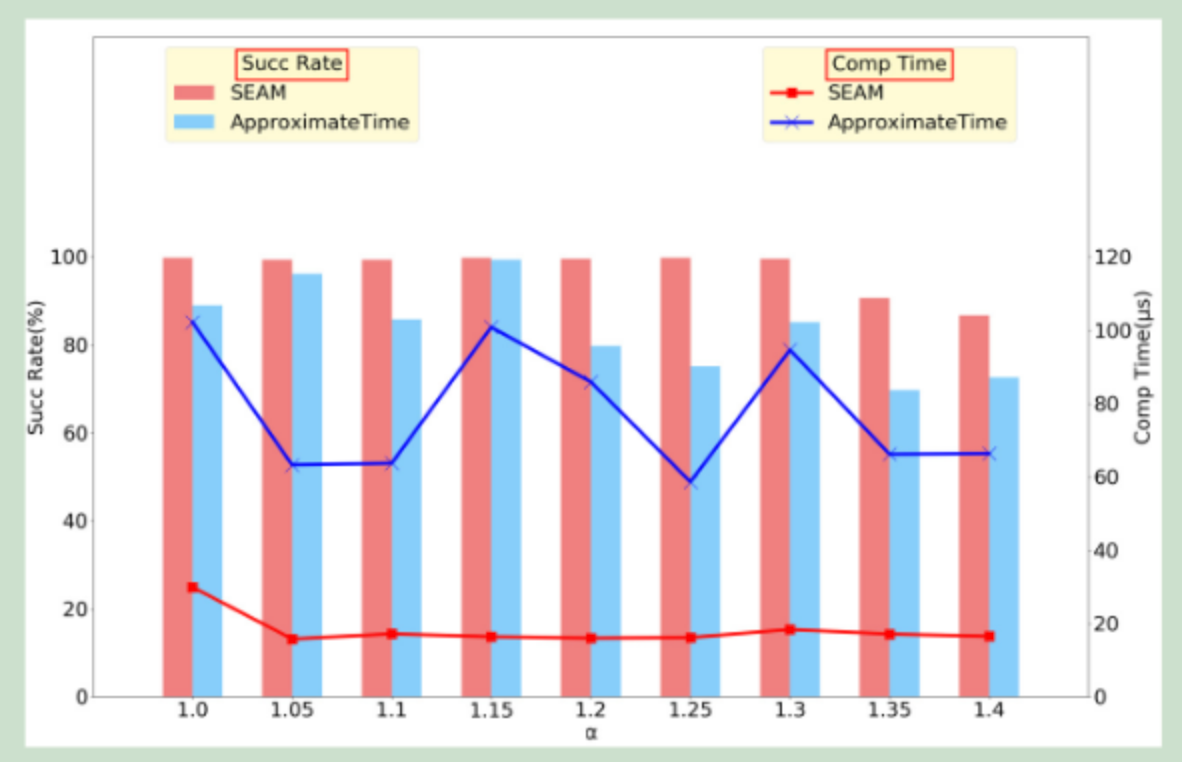 Succ Rate
SEAM
ApproximateTime
Comp Time
SEAM
ApproximateTime
Succ Rate(%)
100
80
60
40
20
0
120
100
80
60
40
20
0
Comp Time(μs)
1.0 1.05 1.1 1.15 1.2 1.25 1.3 1.35 1.4
α